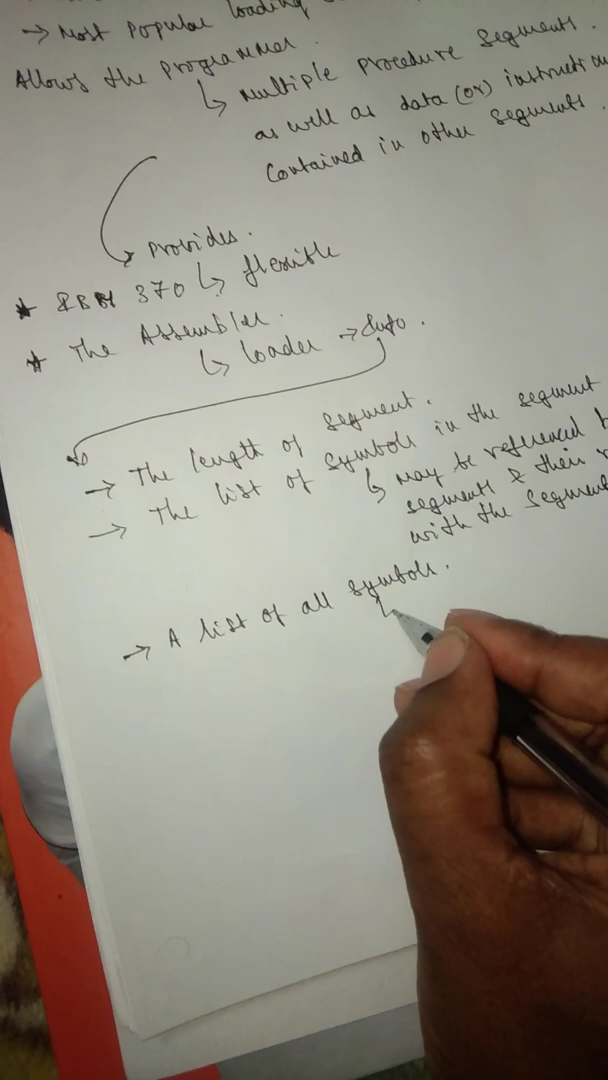 → Most Popular loading
Allows the Programmer.
↳ Multiple Procedure Segments.
as well as data (or) instruction
Contained in other Segments.
Provides.
* IBM 370 ↳ flexible
* The Assembler.
↳ loader → Info.
→ The length of Segment.
→ The list of Symbols in the Segment
↳ may be referenced
segments & their
with the Segment
→ A list of all Symbols.